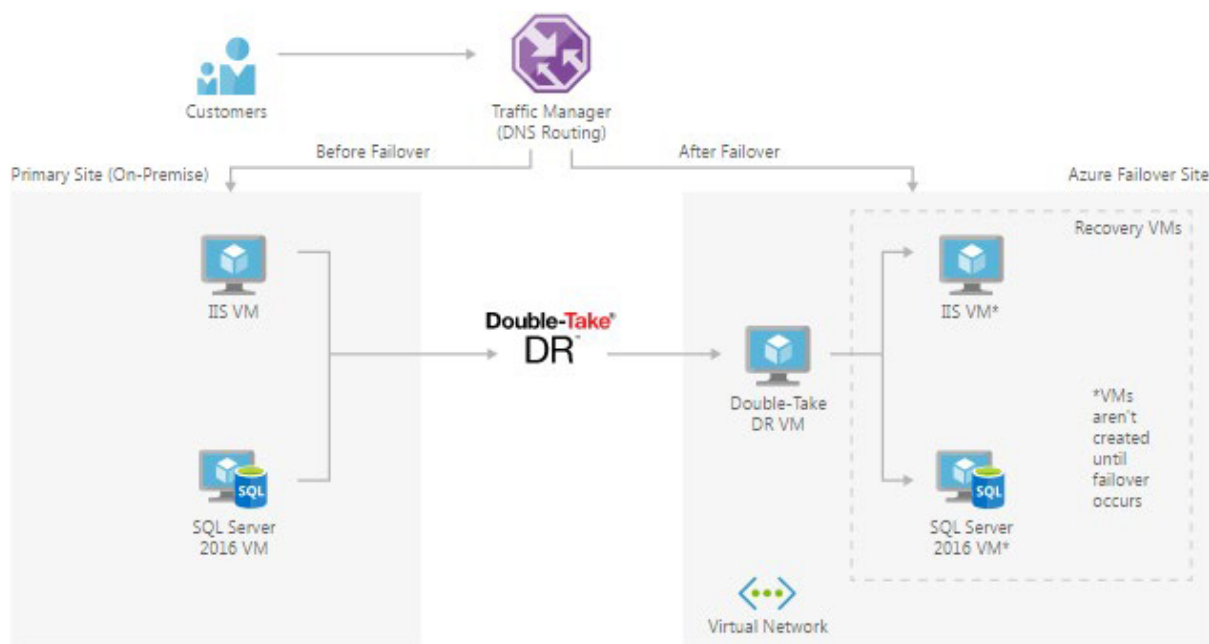 Customers
Traffic Manager
(DNS Routing)
Before Failover
After Failover
Primary Site (On-Premise)
Azure Failover Site
Recovery VMs
IIS VM
IIS VM*
Double-Take®
DR™
Double-Take
DR VM
*VMs
aren't
created
until
failover
occurs
SQL
SQL Server
2016 VM
SQL
SQL Server
2016 VM*
Virtual Network